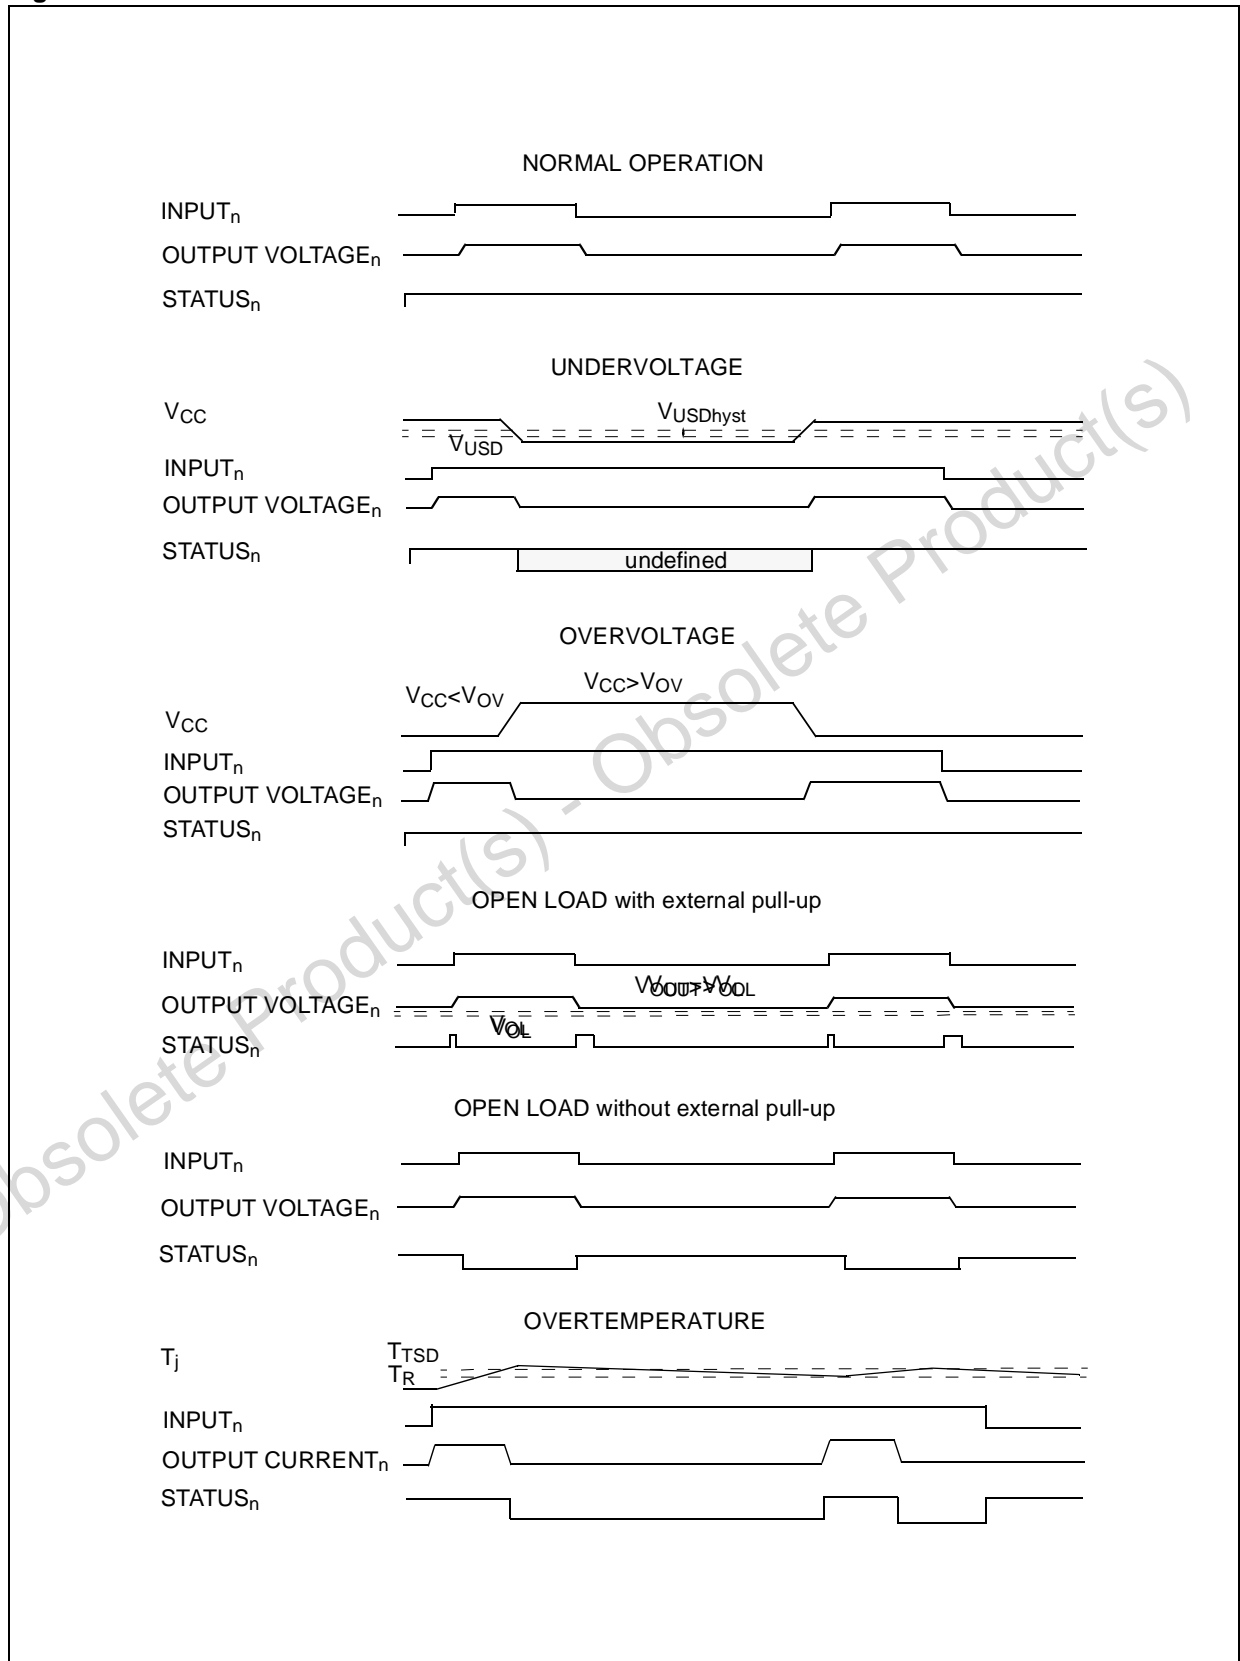 NORMAL OPERATION
INPUTn
OUTPUT VOLTAGEn
STATUSn
UNDERVOLTAGE
VCC
VUSDhyst
VUSD
INPUTn
OUTPUT VOLTAGEn
STATUSn
undefined
OVERVOLTAGE
VCC<VOV
VCC>VOV
VCC
INPUTn
OUTPUT VOLTAGEn
STATUSn
OPEN LOAD with external pull-up
INPUTn
VOUT>VOL
OUTPUT VOLTAGEn
VOL
STATUSn
OPEN LOAD without external pull-up
INPUTn
OUTPUT VOLTAGEn
STATUSn
OVERTEMPERATURE
Tj
TTSD
TR
INPUTn
OUTPUT CURRENTn
STATUSn
Obsolete Product(s) - Obsolete Product(s)